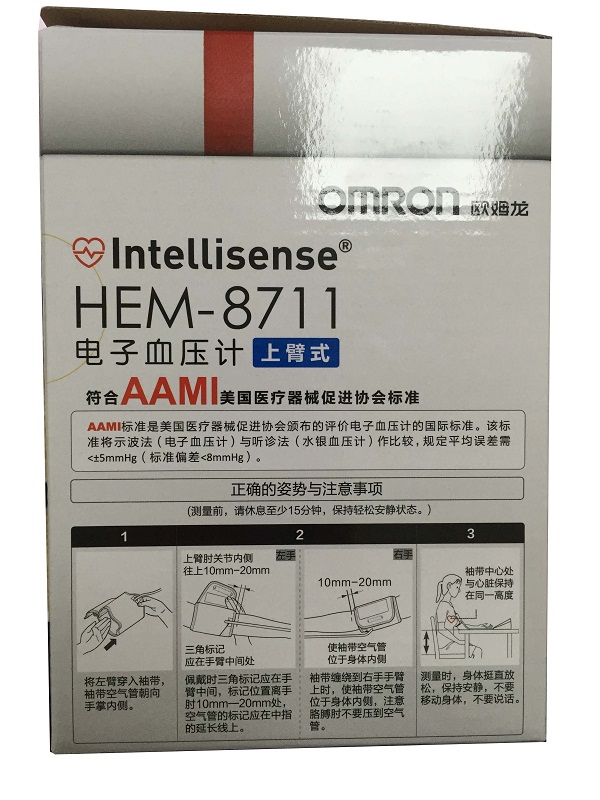 OMRON 欧姆龙
Intellisense®
HEM-8711
电子血压计 上臂式
符合AAMI美国医疗器械促进协会标准
AAMI标准是美国医疗器械促进协会颁布的评价电子血压计的国际标准。该标
准将示波法（电子血压计）与听诊法（水银血压计）作比较，规定平均误差需
<±5mmHg（标准偏差<8mmHg）。
正确的姿势与注意事项
(测量前，请休息至少15分钟，保持轻松安静状态。)
1
将左臂穿入袖带，
袖带空气管朝向
手掌内侧。
2
上臂肘关节内侧
往上10mm-20mm
左手
三角标记
应在手臂中间处
佩戴时三角标记应在手
臂中间，标记位置离手
肘10mm—20mm处，
空气管的标记应在中指
的延长线上。
右手
10mm-20mm
使袖带空气管
位于身体内侧
袖带缠绕到右手手臂
上时，使袖带空气管
位于身体内侧，注意
胳膊肘不要压到空气
管。
3
袖带中心处
与心脏保持
在同一高度
测量时，身体挺直放
松，保持安静，不要
移动身体，不要说话。